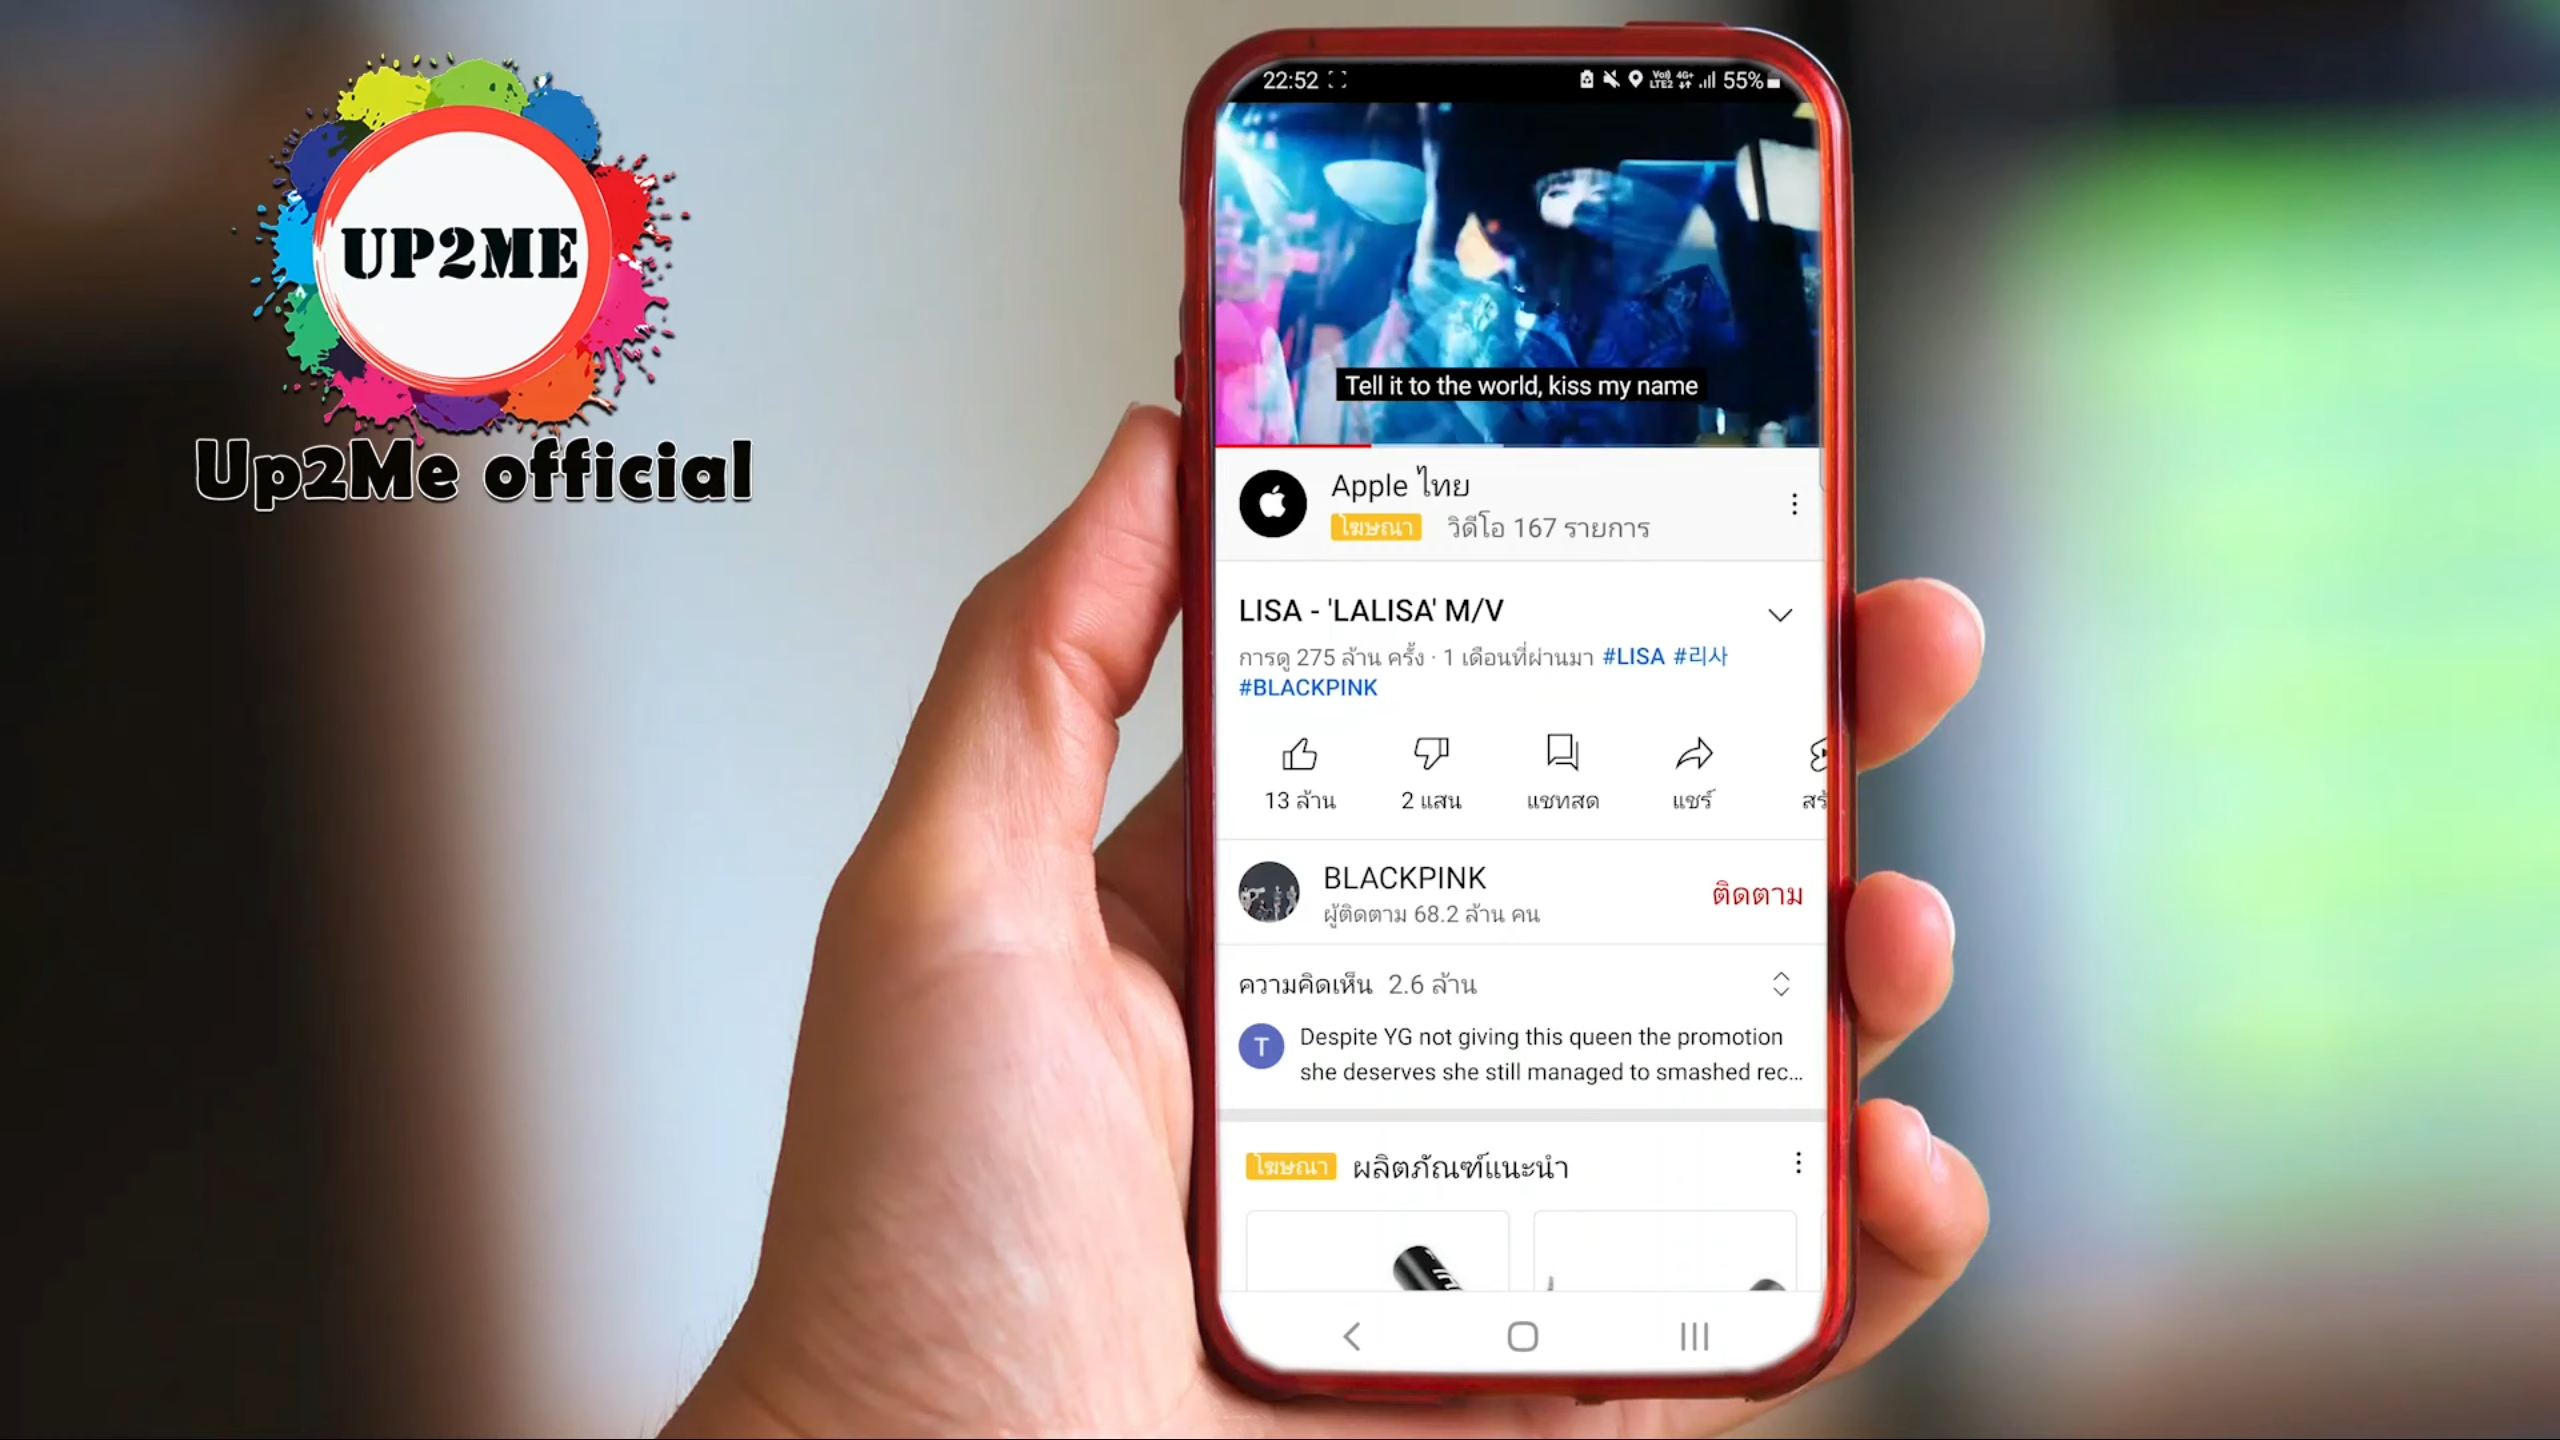 UP2ME
Up2Me official
22:52
Vo)) LTE2 4G+ 55%
Tell it to the world, kiss my name
Apple ไทย
โฆษณา วิดีโอ 167 รายการ
LISA - 'LALISA' M/V
การดู 275 ล้าน ครั้ง · 1 เดือนที่ผ่านมา #LISA #리사
#BLACKPINK
13 ล้าน 2 แสน แชทสด แชร์ สร้
BLACKPINK
ผู้ติดตาม 68.2 ล้าน คน
ติดตาม
ความคิดเห็น 2.6 ล้าน
T
Despite YG not giving this queen the promotion
she deserves she still managed to smashed rec...
โฆษณา ผลิตภัณฑ์แนะนำ